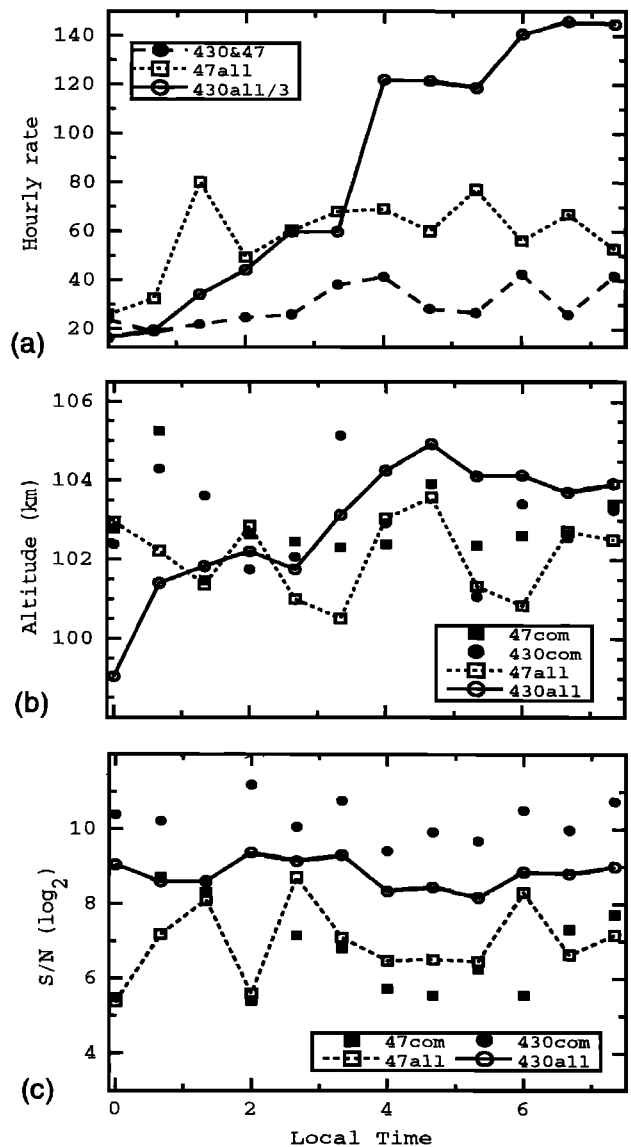 140
120
100
80
60
40
20
Hourly rate
430&47
47all
430all/3
(a)
106
104
102
100
Altitude (km)
47com
430com
47all
430all
(b)
10
8
6
4
S/N (log₂)
47com
430com
47all
430all
(c)
0
2
4
6
Local Time